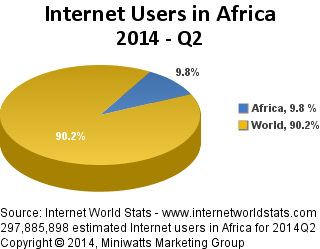 Internet Users in Africa
2014 - Q2
9.8%
90.2%
Africa, 9.8 %
World, 90.2%
Source: Internet World Stats - www.internetworldstats.com
297,885,898 estimated Internet users in Africa for 2014Q2
Copyright © 2014, Miniwatts Marketing Group